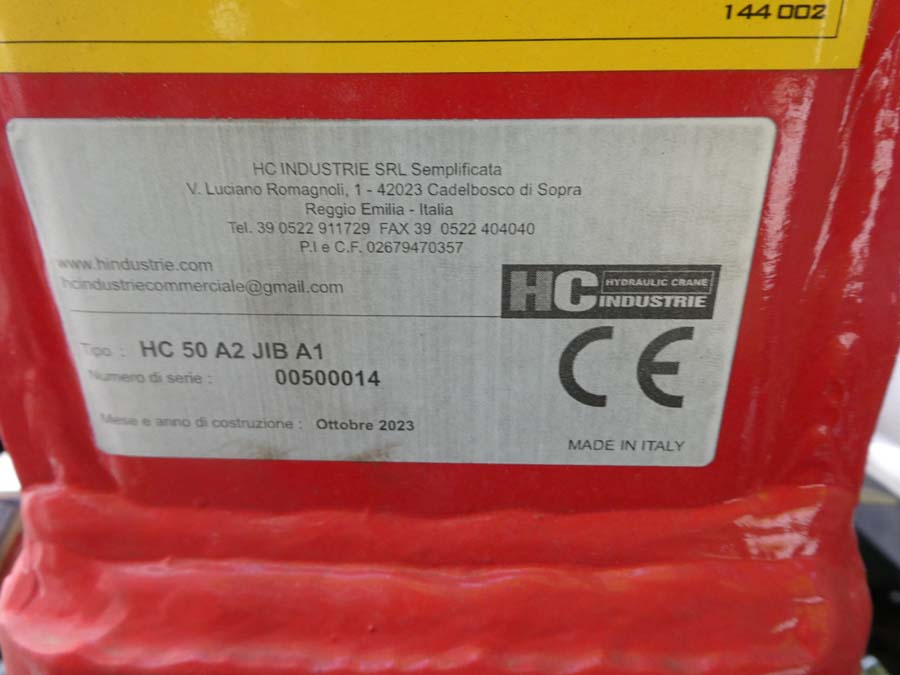 144 002
HC INDUSTRIE SRL Semplificata
V. Luciano Romagnoli, 1 - 42023 Cadelbosco di Sopra
Reggio Emilia - Italia
Tel. 39 0522 911729 FAX 39 0522 404040
P.I e C.F. 02679470357
www.hindustrie.com
hcindustriecommerciale@gmail.com
HC HYDRAULIC CRANE
INDUSTRIE
Tipo : HC 50 A2 JIB A1
Numero di serie : 00500014
CE
Mese e anno di costruzione : Ottobre 2023
MADE IN ITALY